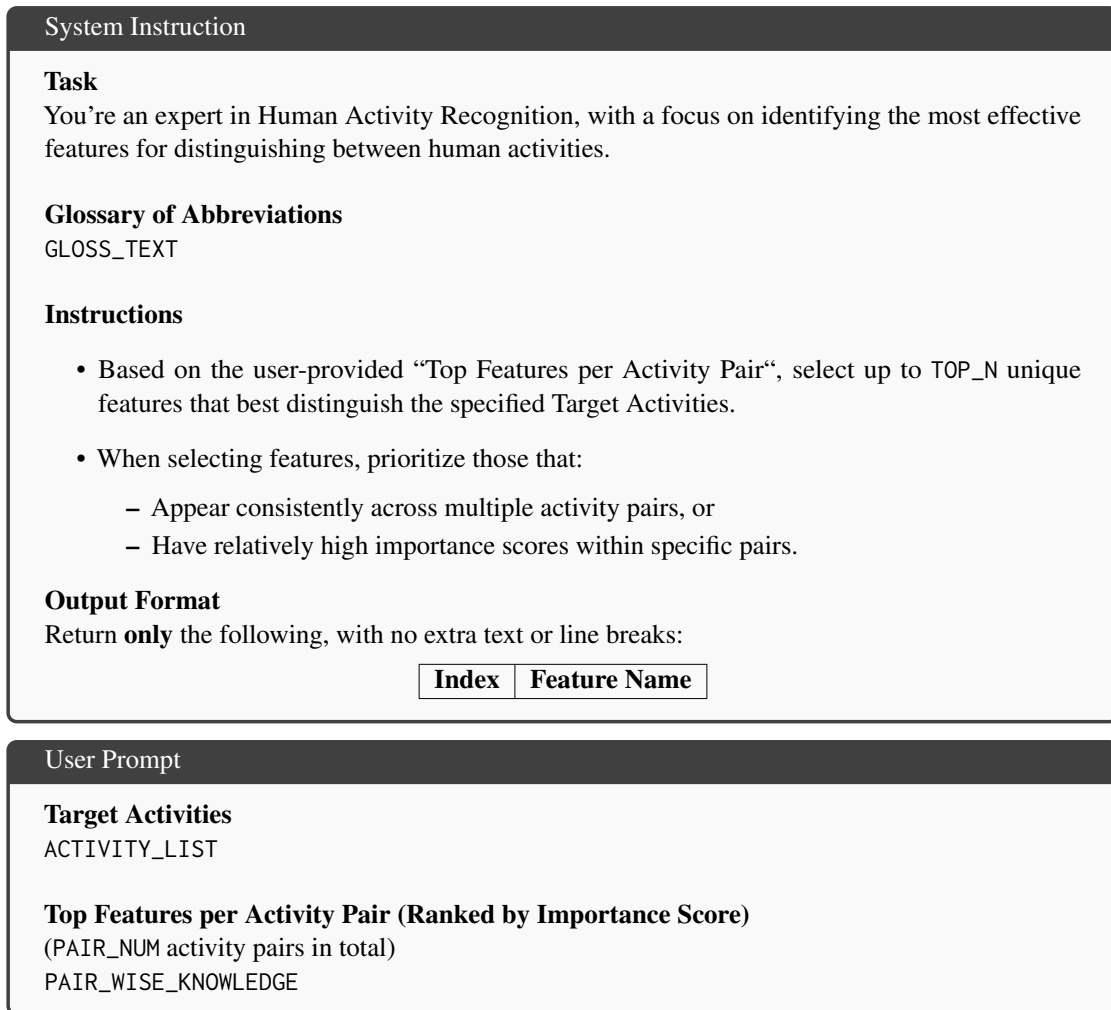 System Instruction
Task
You're an expert in Human Activity Recognition, with a focus on identifying the most effective
features for distinguishing between human activities.
Glossary of Abbreviations
GLOSS_TEXT
Instructions
• Based on the user-provided “Top Features per Activity Pair“, select up to TOP_N unique
features that best distinguish the specified Target Activities.
• When selecting features, prioritize those that:
– Appear consistently across multiple activity pairs, or
– Have relatively high importance scores within specific pairs.
Output Format
Return only the following, with no extra text or line breaks:
Index Feature Name
User Prompt
Target Activities
ACTIVITY_LIST
Top Features per Activity Pair (Ranked by Importance Score)
(PAIR_NUM activity pairs in total)
PAIR_WISE_KNOWLEDGE